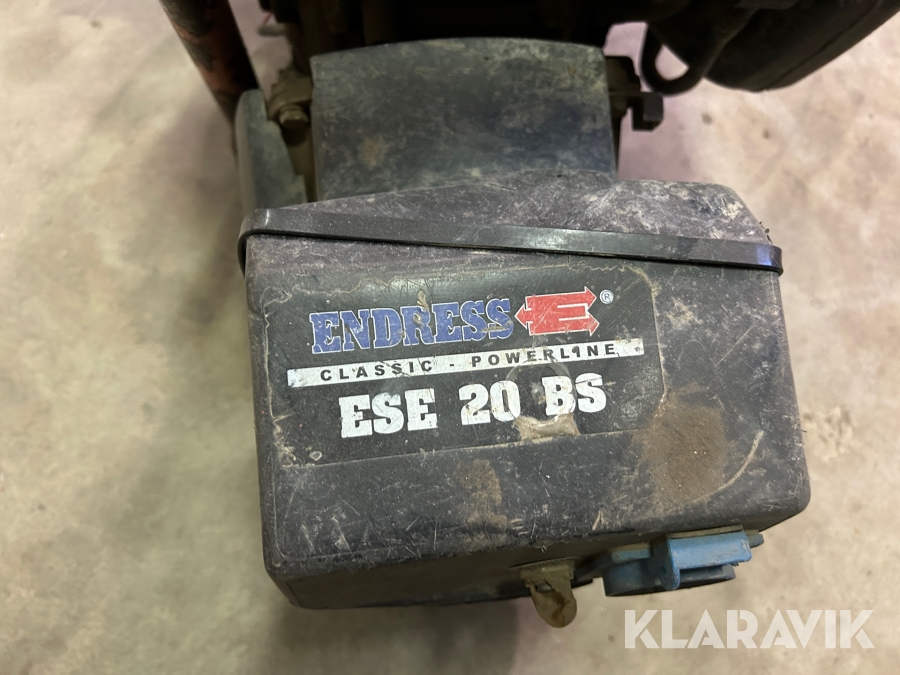 ENDRESS E ®
CLASSIC - POWERLINE
ESE 20 BS
KLARAVIK